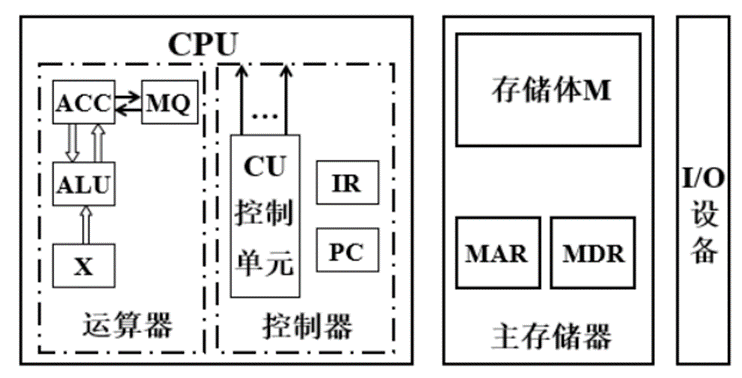 CPU
ACC
MQ
ALU
X
运算器
...
CU
控制
单元
IR
PC
控制器
存储体M
MAR
MDR
主存储器
I/O
设
备